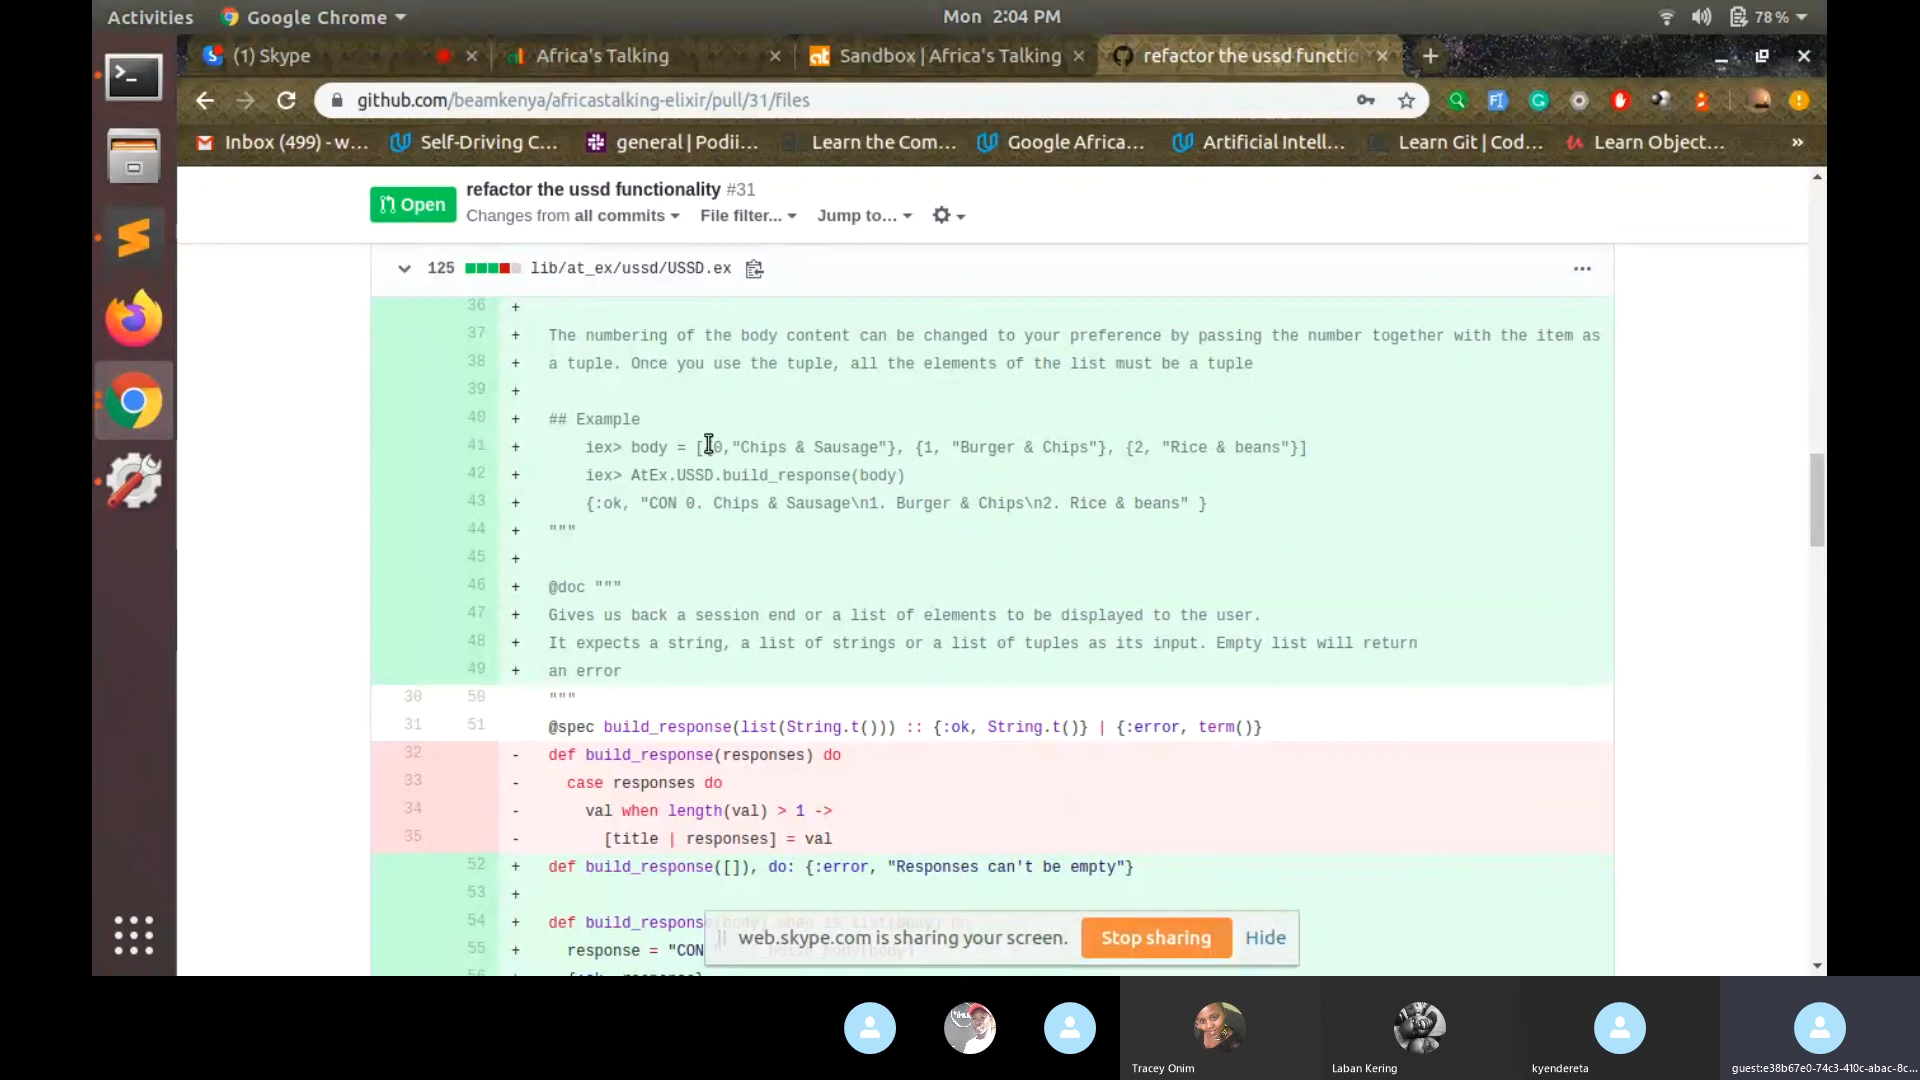 Activities Google Chrome Mon 2:04 PM 78 %
(1) Skype Africa's Talking Sandbox | Africa's Talking refactor the ussd functio
github.com/beamkenya/africastalking-elixir/pull/31/files
Inbox (499) - w... Self-Driving C... general | Podii... Learn the Com... Google Africa... Artificial Intell... Learn Git | Cod... Learn Object... »
Open refactor the ussd functionality #31
Changes from all commits File filter... Jump to...
125 lib/at_ex/ussd/USSD.ex
36 +
37 + The numbering of the body content can be changed to your preference by passing the number together with the item as
38 + a tuple. Once you use the tuple, all the elements of the list must be a tuple
39 +
40 + ## Example
41 + iex> body = [{0,"Chips & Sausage"}, {1, "Burger & Chips"}, {2, "Rice & beans"}]
42 + iex> AtEx.USSD.build_response(body)
43 + {:ok, "CON 0. Chips & Sausage\n1. Burger & Chips\n2. Rice & beans" }
44 + """
45 +
46 + @doc """
47 + Gives us back a session end or a list of elements to be displayed to the user.
48 + It expects a string, a list of strings or a list of tuples as its input. Empty list will return
49 + an error
30 50 """
31 51 @spec build_response(list(String.t())) :: {:ok, String.t()} | {:error, term()}
32 - def build_response(responses) do
33 - case responses do
34 - val when length(val) > 1 ->
35 - [title | responses] = val
52 + def build_response([]), do: {:error, "Responses can't be empty"}
53 +
54 + def build_response(body) when is_list(body) do
55 + response = "CON
web.skype.com is sharing your screen. Stop sharing Hide
Tracey Onim Laban Kering kyendereta guest:e38b67e0-74c3-410c-abac-8c...